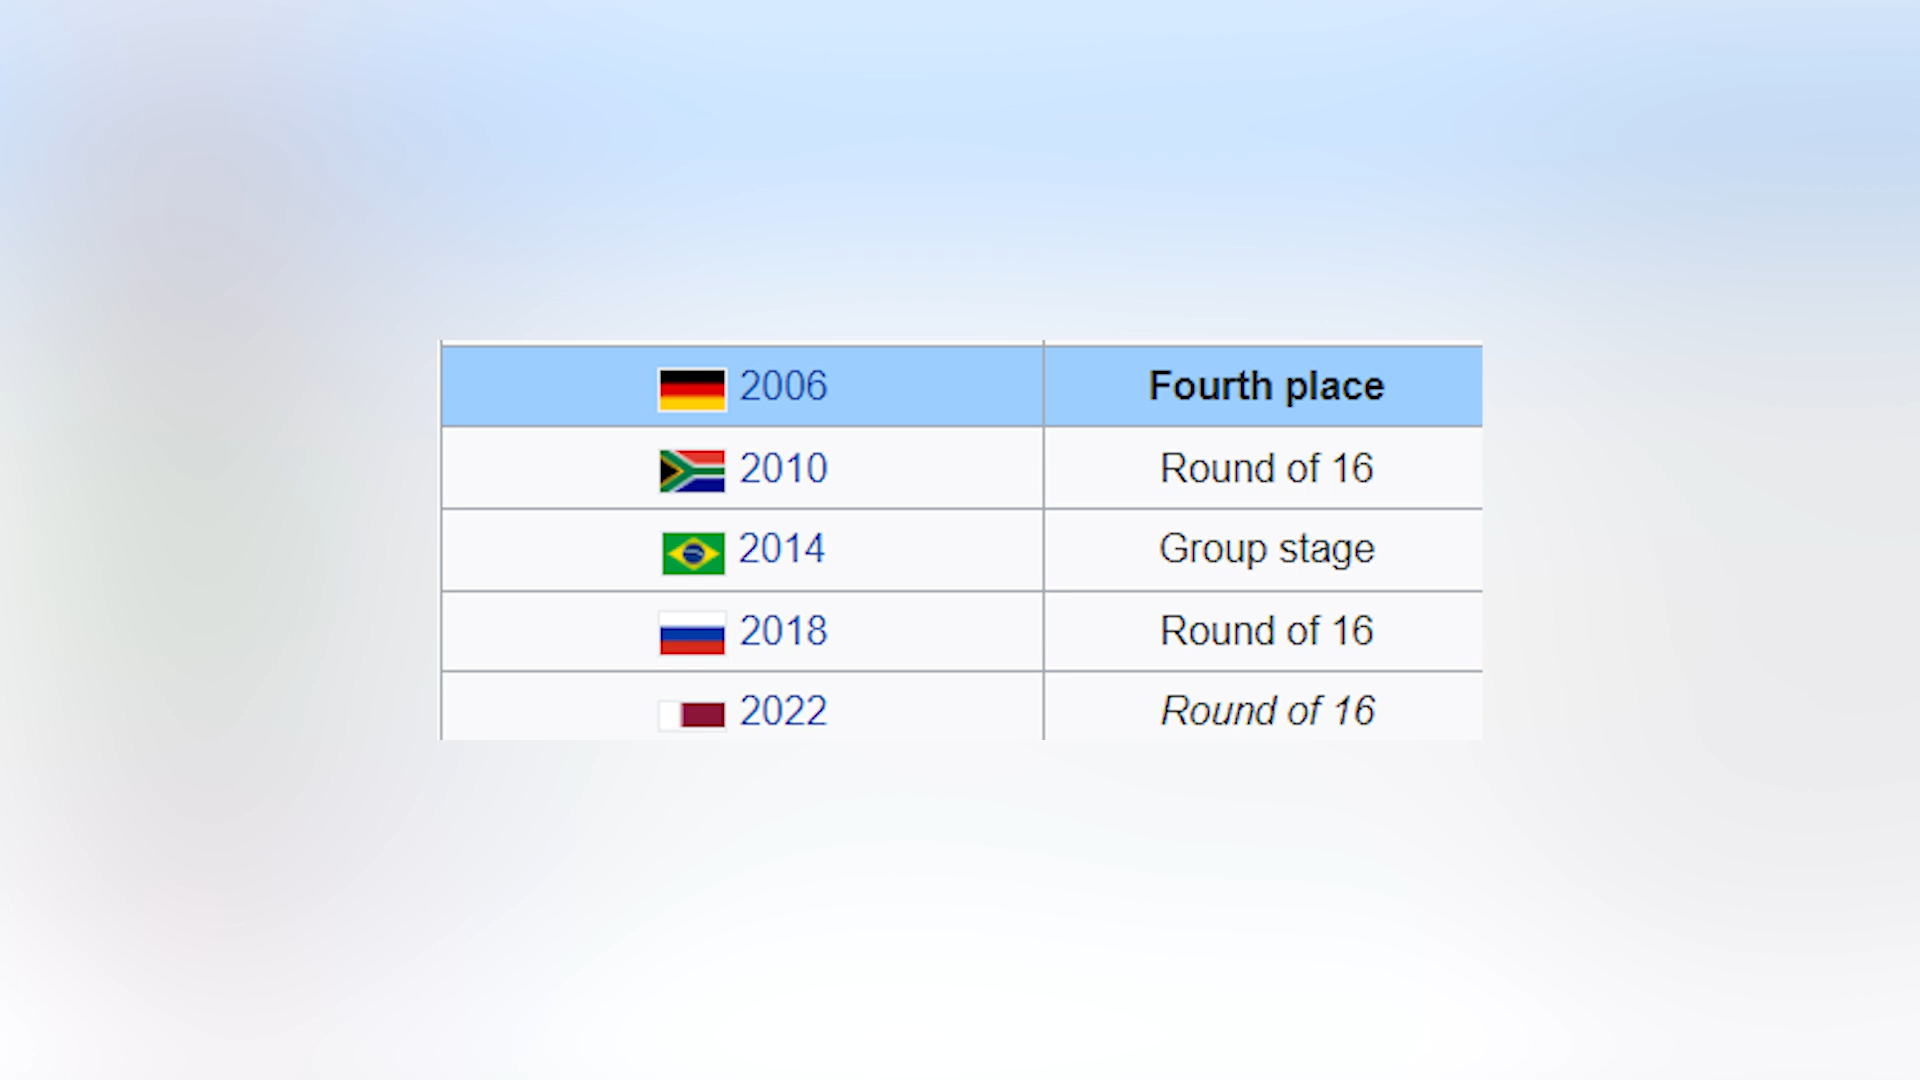 2006 Fourth place
2010 Round of 16
2014 Group stage
2018 Round of 16
2022 Round of 16